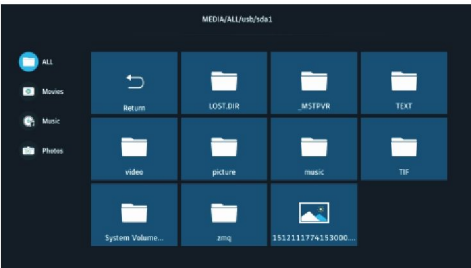 MEDIA/ALL/usb/sda1
ALL
Movies
Music
Photos
Return
LOST.DIR
_MSTPVR
TEXT
video
picture
music
TIF
System Volume...
zmq
1512111774153000...